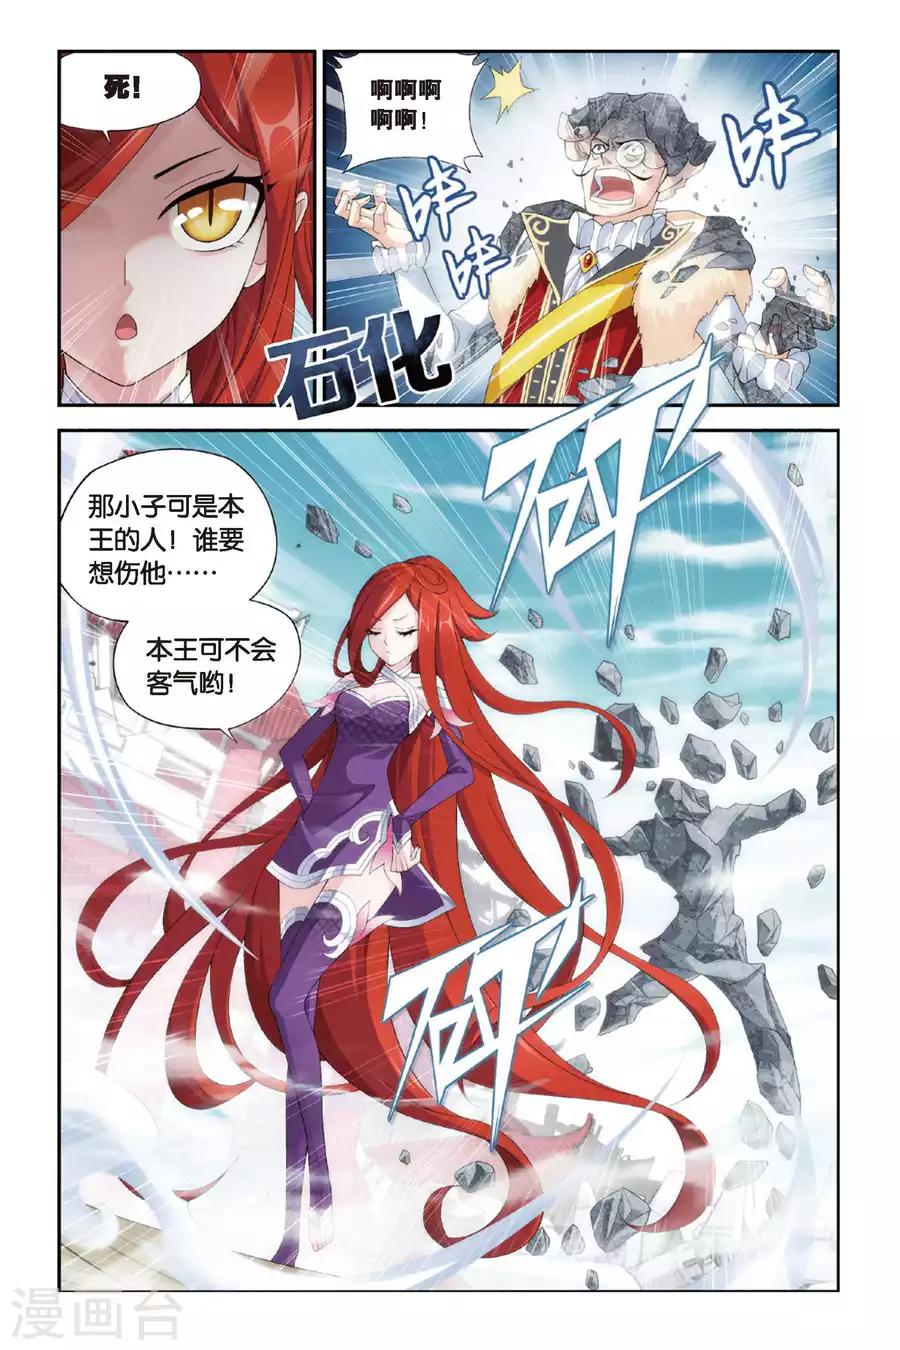 死！
啊啊啊
啊啊！
咔
咔
咔
石化
砰
那小子可是本
王的人！谁要
想伤他……
本王可不会
客气哟！
砰
漫画台